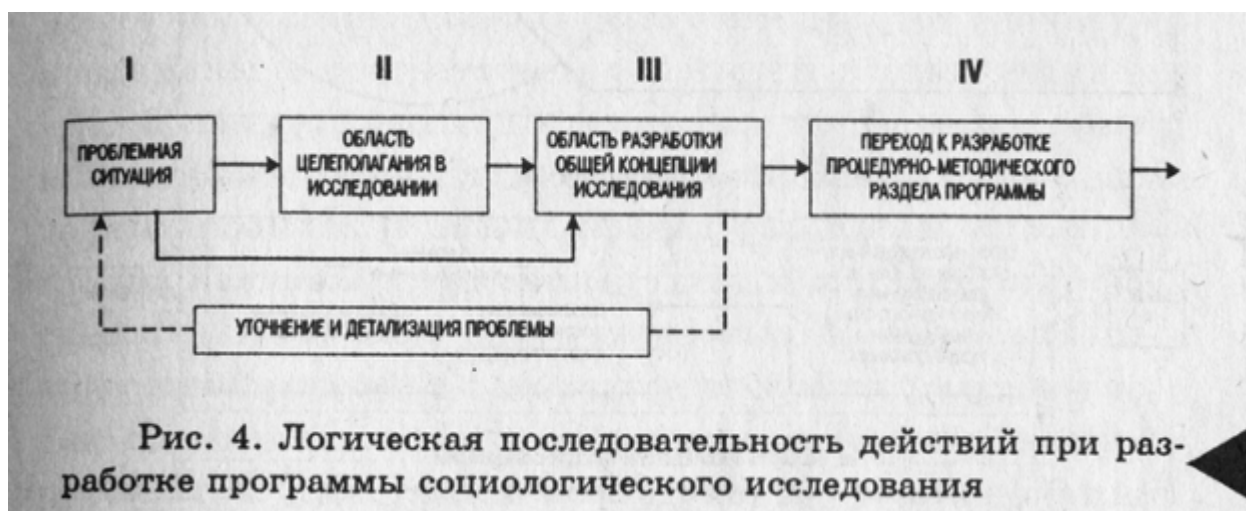 I
II
III
IV
ПРОБЛЕМНАЯ
СИТУАЦИЯ
ОБЛАСТЬ
ЦЕЛЕПОЛАГАНИЯ В
ИССЛЕДОВАНИИ
ОБЛАСТЬ РАЗРАБОТКИ
ОБЩЕЙ КОНЦЕПЦИИ
ИССЛЕДОВАНИЯ
ПЕРЕХОД К РАЗРАБОТКЕ
ПРОЦЕДУРНО-МЕТОДИЧЕСКОГО
РАЗДЕЛА ПРОГРАММЫ
УТОЧНЕНИЕ И ДЕТАЛИЗАЦИЯ ПРОБЛЕМЫ
Рис. 4. Логическая последовательность действий при раз-
работке программы социологического исследования